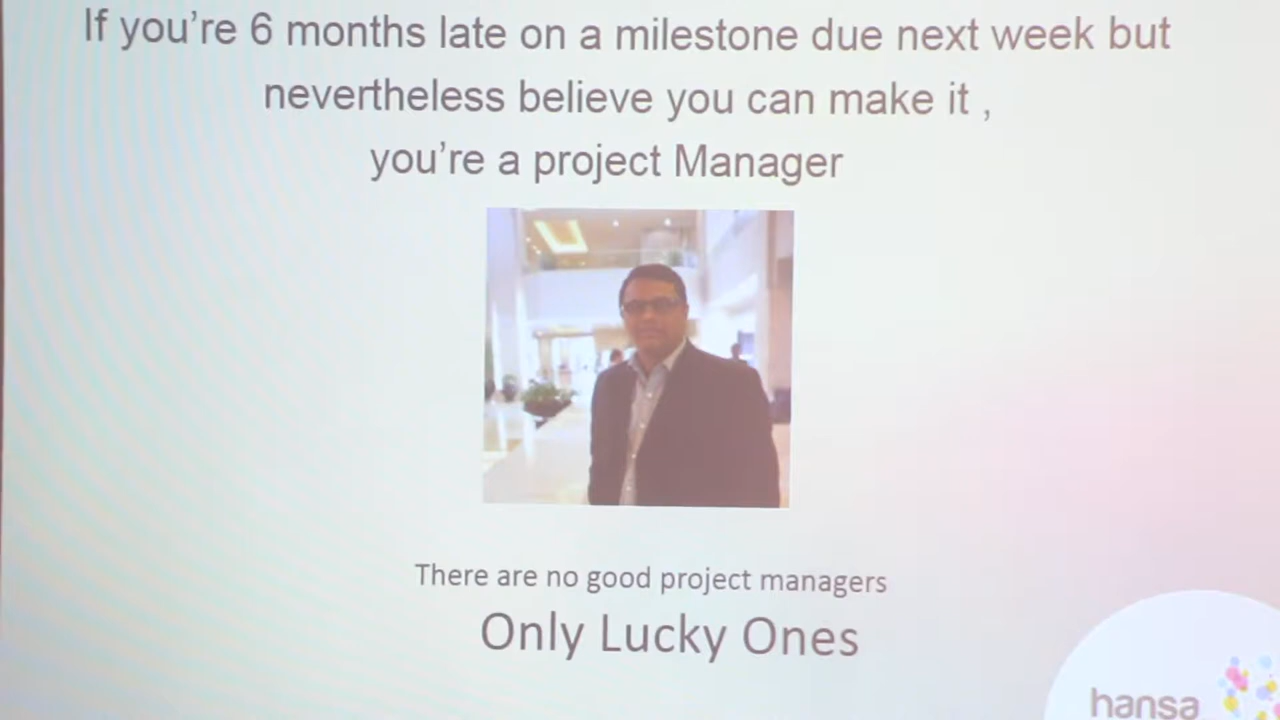 If you're 6 months late on a milestone due next week but
nevertheless believe you can make it ,
you're a project Manager
There are no good project managers
Only Lucky Ones
hansa